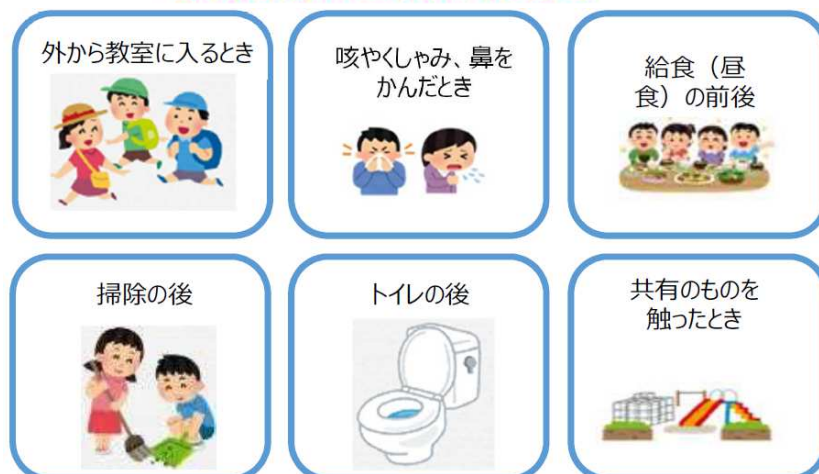 外から教室に入るとき
咳やくしゃみ、鼻を
かんだとき
給食（昼
食）の前後
掃除の後
トイレの後
共有のものを
触ったとき